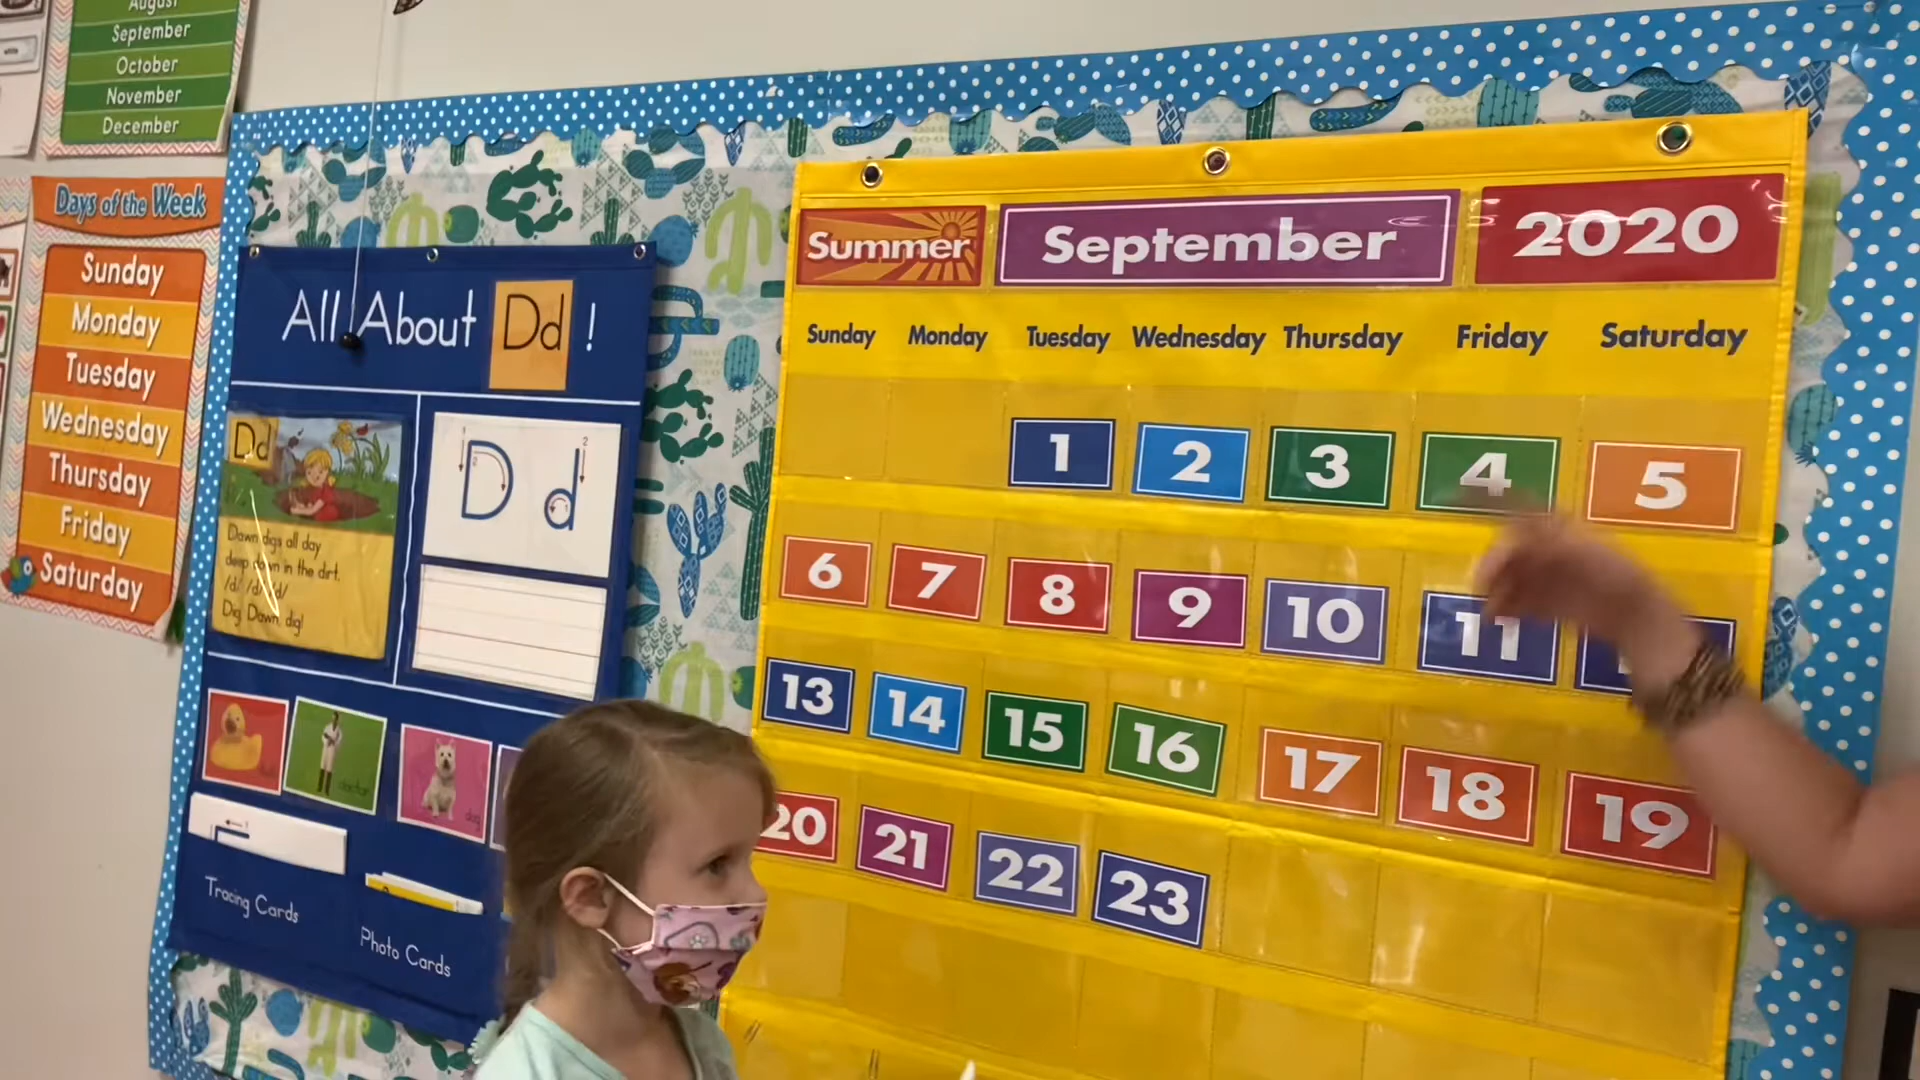 August
September
October
November
December
Days of the Week
Sunday
Monday
Tuesday
Wednesday
Thursday
Friday
Saturday
All About Dd !
Dd
Dawn digs all day
deep down in the dirt.
/d/ /d/ /d/
Dig, Dawn, dig!
D d
doctor
dog
Tracing Cards
Photo Cards
Summer September 2020
Sunday Monday Tuesday Wednesday Thursday Friday Saturday
1 2 3 4 5
6 7 8 9 10 11
13 14 15 16 17 18 19
20 21 22 23